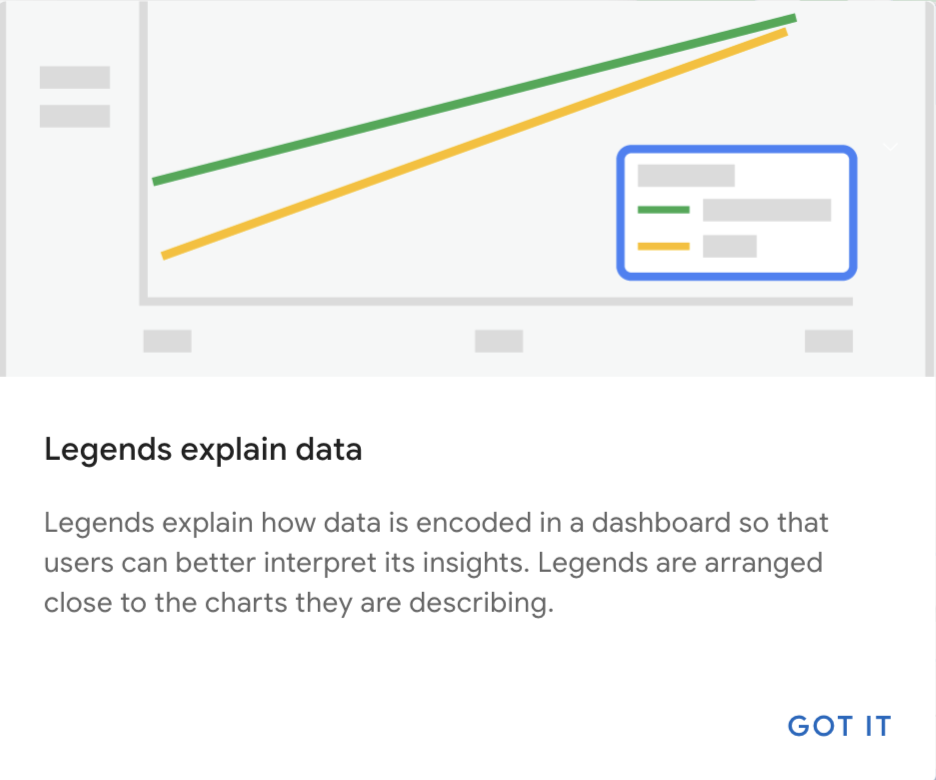 Legends explain data
Legends explain how data is encoded in a dashboard so that
users can better interpret its insights. Legends are arranged
close to the charts they are describing.
GOT IT